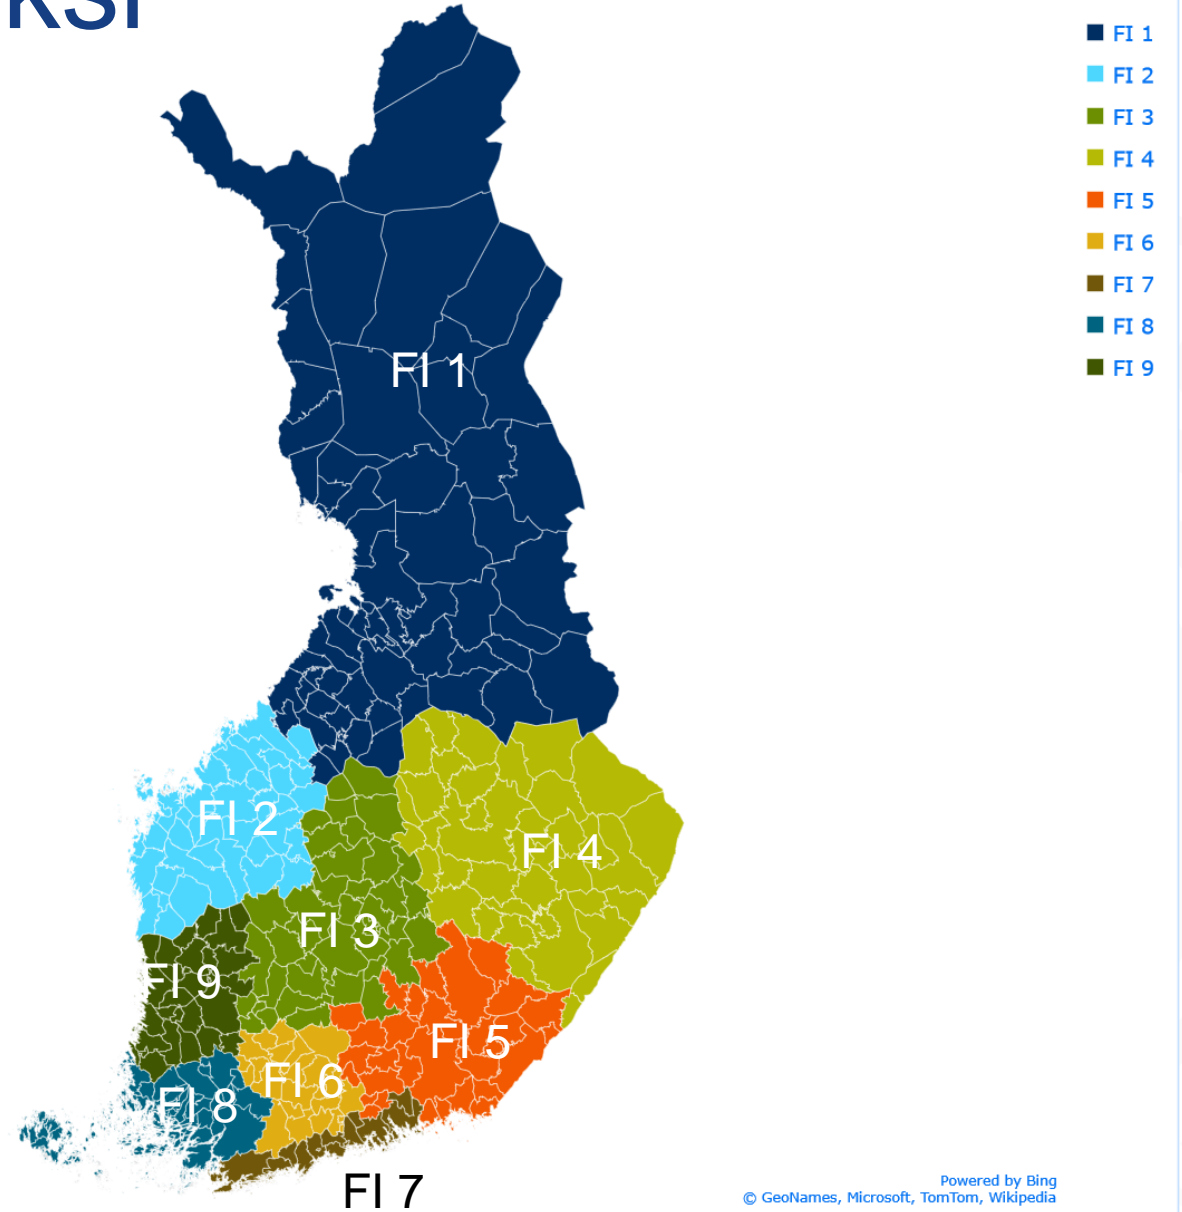 FI 1
FI 2
FI 3
FI 4
FI 5
FI 6
FI 7
FI 8
FI 9
FI 1
FI 2
FI 4
FI 3
FI 9
FI 5
FI 6
FI 8
FI 7
Powered by Bing
© GeoNames, Microsoft, TomTom, Wikipedia